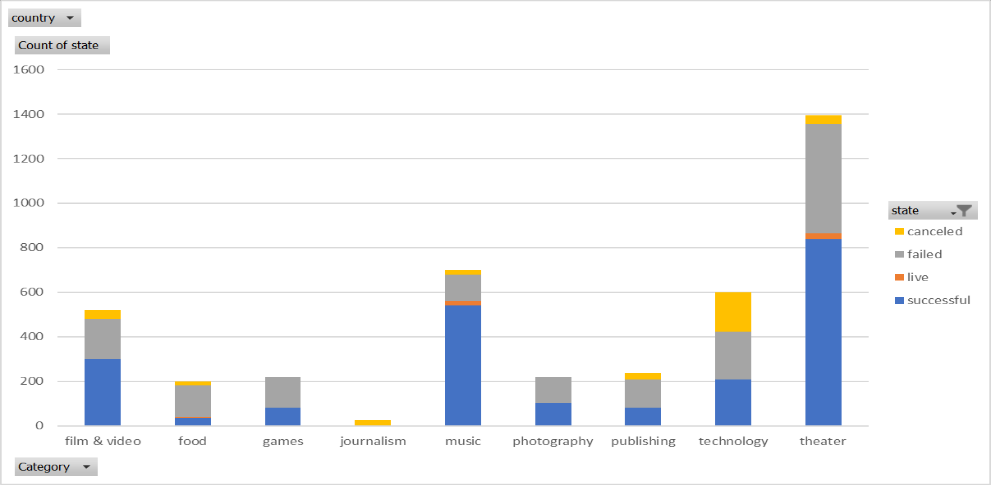 country
Count of state
1600
1400
1200
1000
800
600
400
200
0
film & video food games journalism music photography publishing technology theater
state
canceled
failed
live
successful
Category